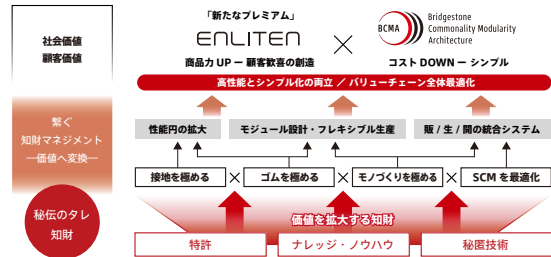 社会価値
顧客価値
繋ぐ
知財マネジメント
―価値へ変換―
秘伝のタレ
知財
「新たなプレミアム」
ENLITEN
商品力 UP ー 顧客歓喜の創造
×
BCMA
Bridgestone
Commonality Modularity
Architecture
コスト DOWN ー シンプル
高性能とシンプル化の両立 / バリューチェーン全体最適化
性能円の拡大
モジュール設計・フレキシブル生産
販 / 生 / 開の統合システム
接地を極める × ゴムを極める × モノづくりを極める × SCM を最適化
価値を拡大する知財
特許
ナレッジ・ノウハウ
秘匿技術